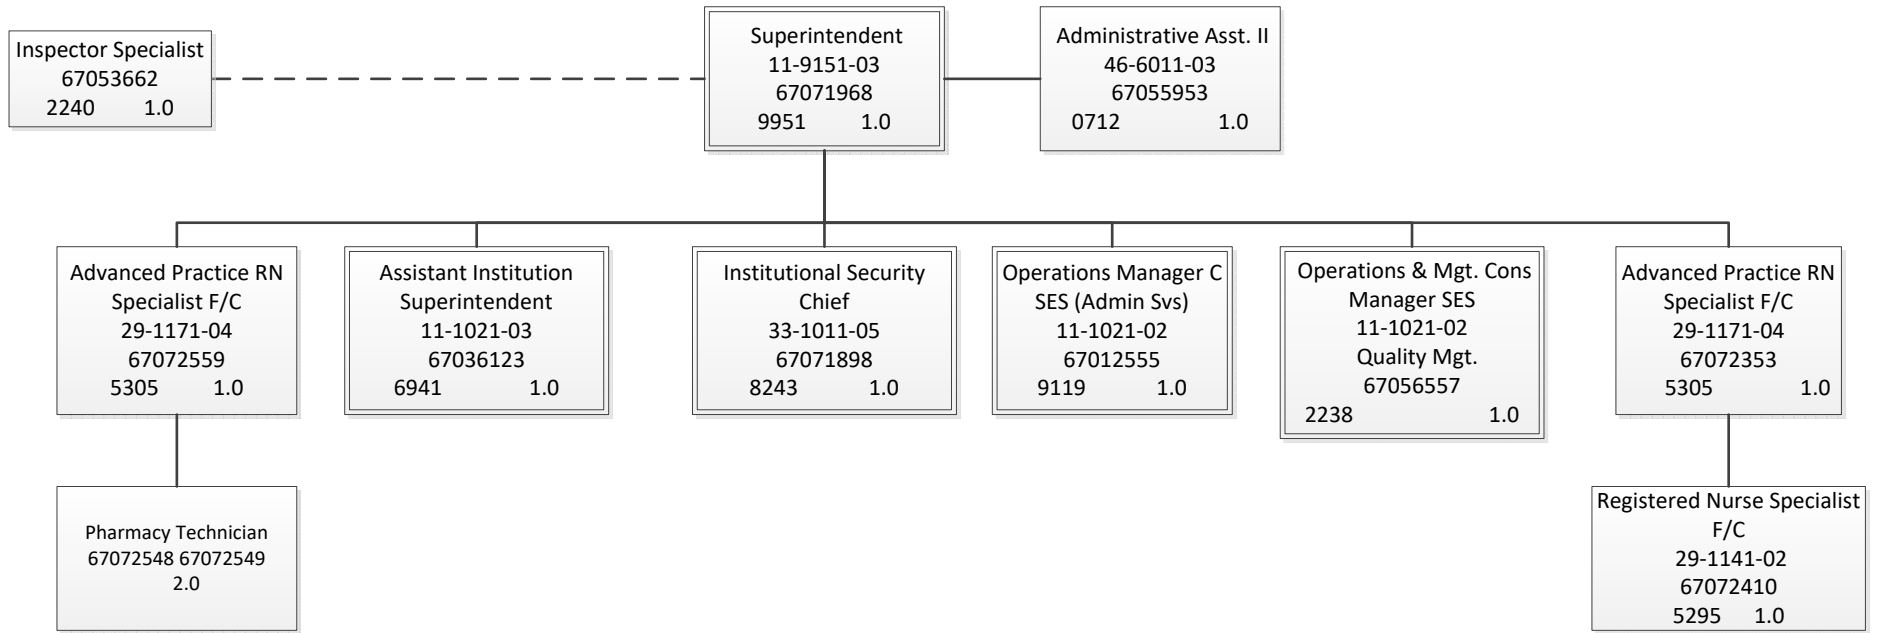 Inspector Specialist
67053662
2240 1.0
Superintendent
11-9151-03
67071968
9951 1.0
Administrative Asst. II
46-6011-03
67055953
0712 1.0
Advanced Practice RN
Specialist F/C
29-1171-04
67072559
5305 1.0
Assistant Institution
Superintendent
11-1021-03
67036123
6941 1.0
Institutional Security
Chief
33-1011-05
67071898
8243 1.0
Operations Manager C
SES (Admin Svs)
11-1021-02
67012555
9119 1.0
Operations & Mgt. Cons
Manager SES
11-1021-02
Quality Mgt.
67056557
2238 1.0
Advanced Practice RN
Specialist F/C
29-1171-04
67072353
5305 1.0
Pharmacy Technician
67072548 67072549
2.0
Registered Nurse Specialist
F/C
29-1141-02
67072410
5295 1.0